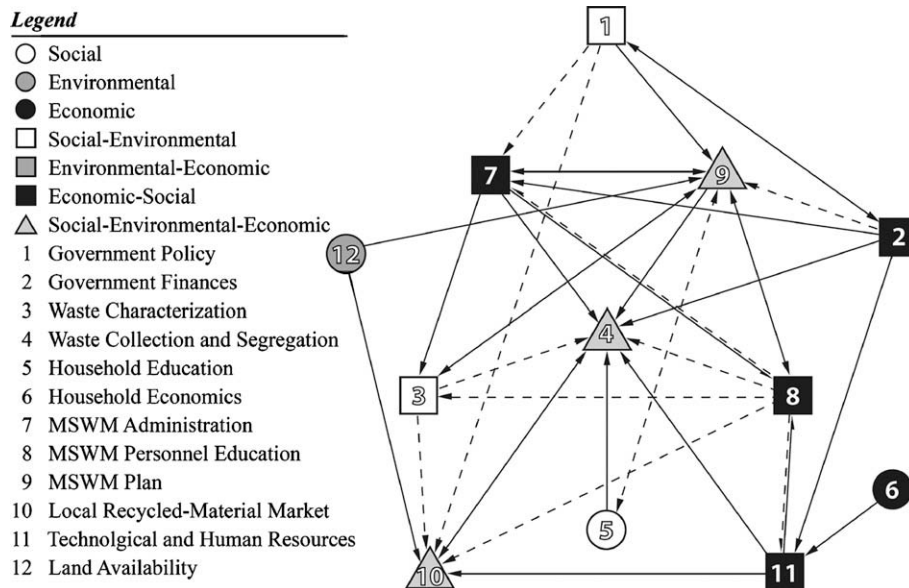 Legend
Social
Environmental
Economic
Social-Environmental
Environmental-Economic
Economic-Social
Social-Environmental-Economic
1 Government Policy
2 Government Finances
3 Waste Characterization
4 Waste Collection and Segregation
5 Household Education
6 Household Economics
7 MSWM Administration
8 MSWM Personnel Education
9 MSWM Plan
10 Local Recycled-Material Market
11 Technolgical and Human Resources
12 Land Availability
1
7
9
2
12
4
3
8
6
5
10
11